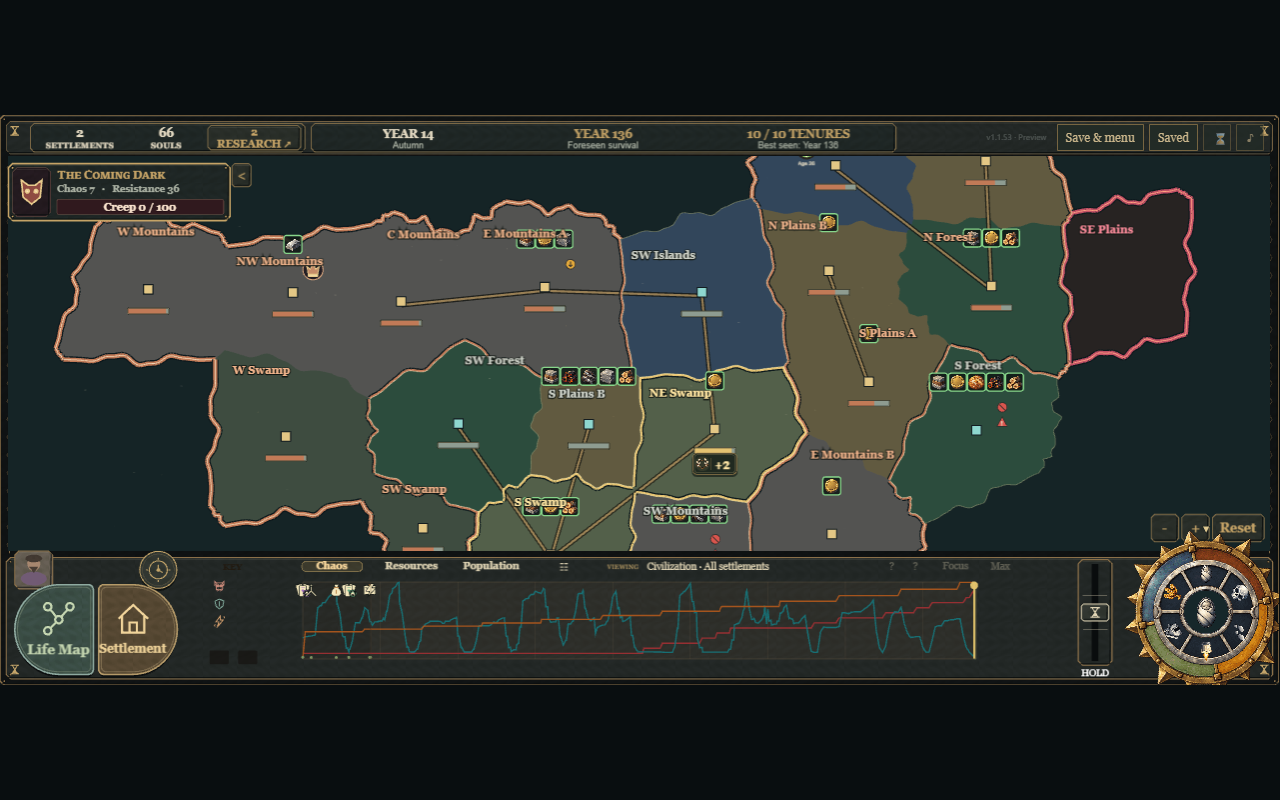 2
SETTLEMENTS
66
SOULS
2
RESEARCH ↗
YEAR 14
Autumn
YEAR 136
Foreseen survival
10 / 10 TENURES
Best seen: Year 138
v1.1.53 · Preview
Save & menu
Saved
THE COMING DARK
Chaos 7 · Resistance 36
Creep 0 / 100
<
W Mountains
NW Mountains
C Mountains
E Mountains A
SW Islands
N Plains B
N Forest
SE Plains
S Plains A
W Swamp
SW Forest
S Plains B
NE Swamp
S Forest
+2
E Mountains B
SW Swamp
S Swamp
SW Mountains
-
+
Reset
Life Map
Settlement
Chaos
Resources
Population
VIEWING
Civilization · All settlements
?
?
Focus
Max
HOLD